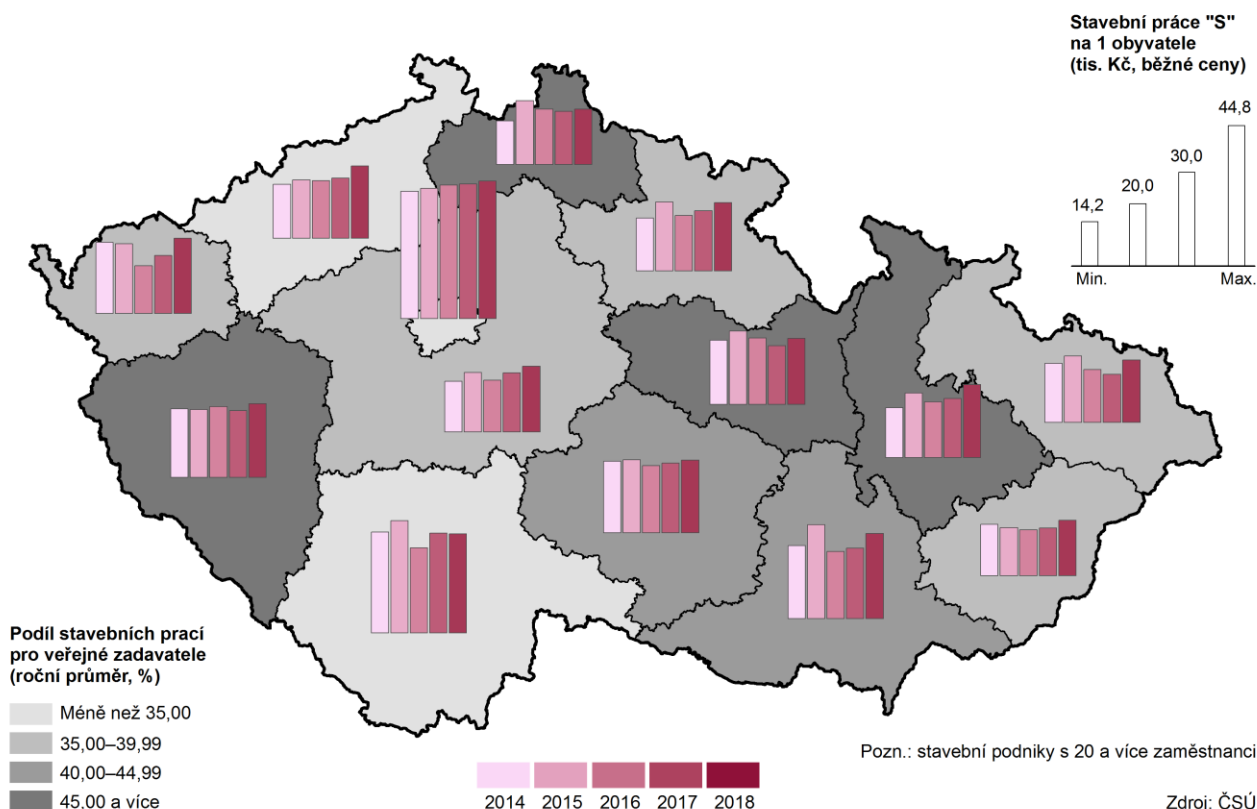 Stavební práce "S"
na 1 obyvatele
(tis. Kč, běžné ceny)
44,8
30,0
20,0
14,2
Min.
Max.
Podíl stavebních prací
pro veřejné zadavatele
(roční průměr, %)
Méně než 35,00
35,00–39,99
40,00–44,99
45.00 a více
2014
2015
2016
2017
2018
Pozn.: stavební podniky s 20 a více zaměstnanci
Zdroj: ČSÚ